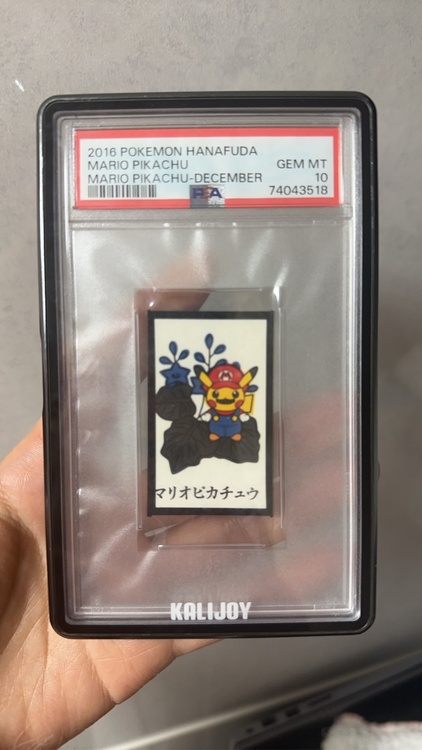 2016 POKEMON HANAFUDA
MARIO PIKACHU GEM MT
MARIO PIKACHU-DECEMBER 10
PSA 74043518
マリオピカチュウ
KALIJOY